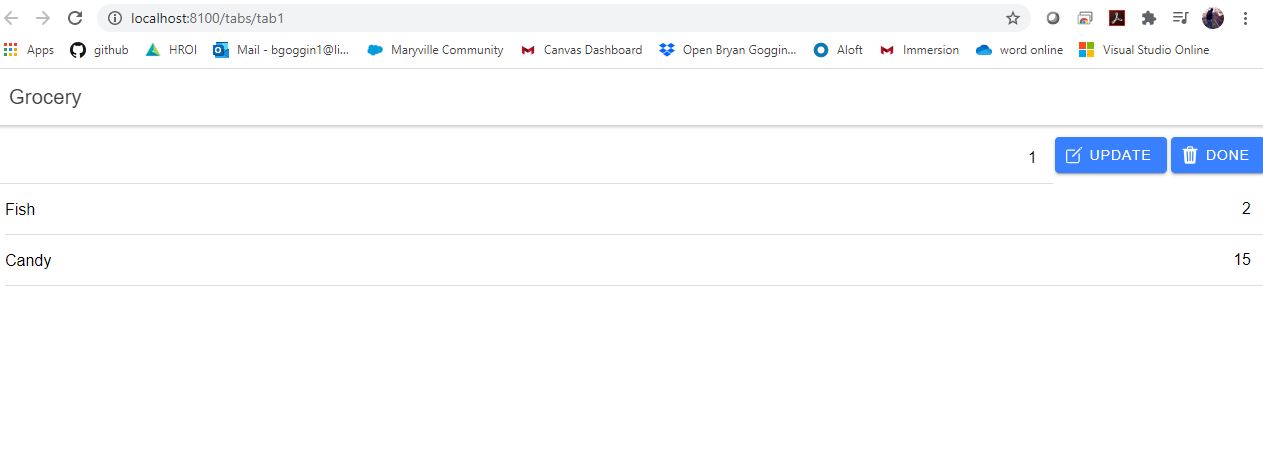 localhost:8100/tabs/tab1
Apps github HROI Mail - bgoggin1@li... Maryville Community Canvas Dashboard Open Bryan Goggin... Aloft Immersion word online Visual Studio Online
Grocery
1 UPDATE DONE
Fish 2
Candy 15